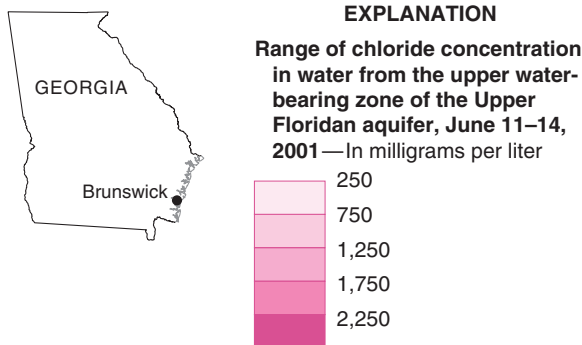 GEORGIA
Brunswick
EXPLANATION
Range of chloride concentration
in water from the upper water-
bearing zone of the Upper
Floridan aquifer, June 11–14,
2001—In milligrams per liter
250
750
1,250
1,750
2,250